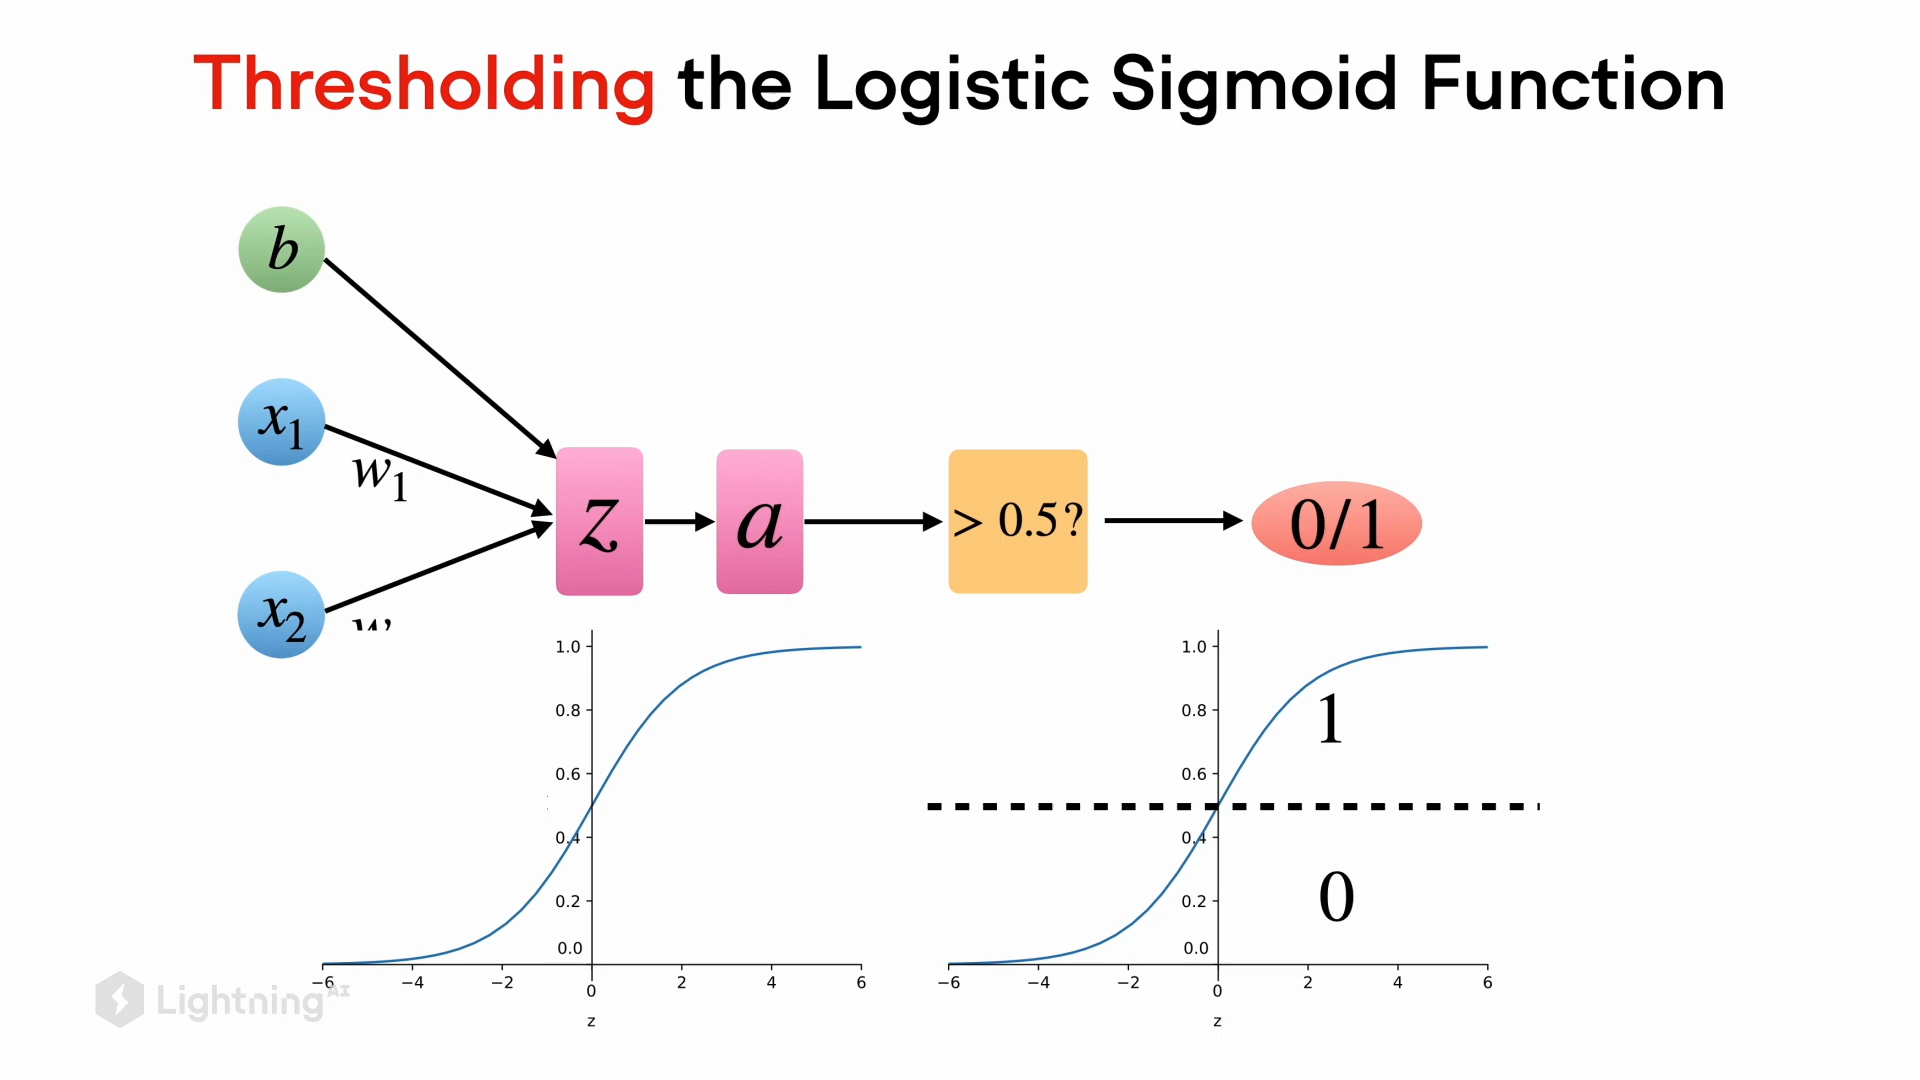 Thresholding the Logistic Sigmoid Function
b
x₁
w₁
z
a
> 0.5?
0/1
x₂
w
1.0
0.8
0.6
0.4
0.2
0.0
−6 −4 −2 0 2 4 6
z
1.0
0.8
0.6
0.4
0.2
0.0
1
0
−6 −4 −2 0 2 4 6
z
Lightning AI